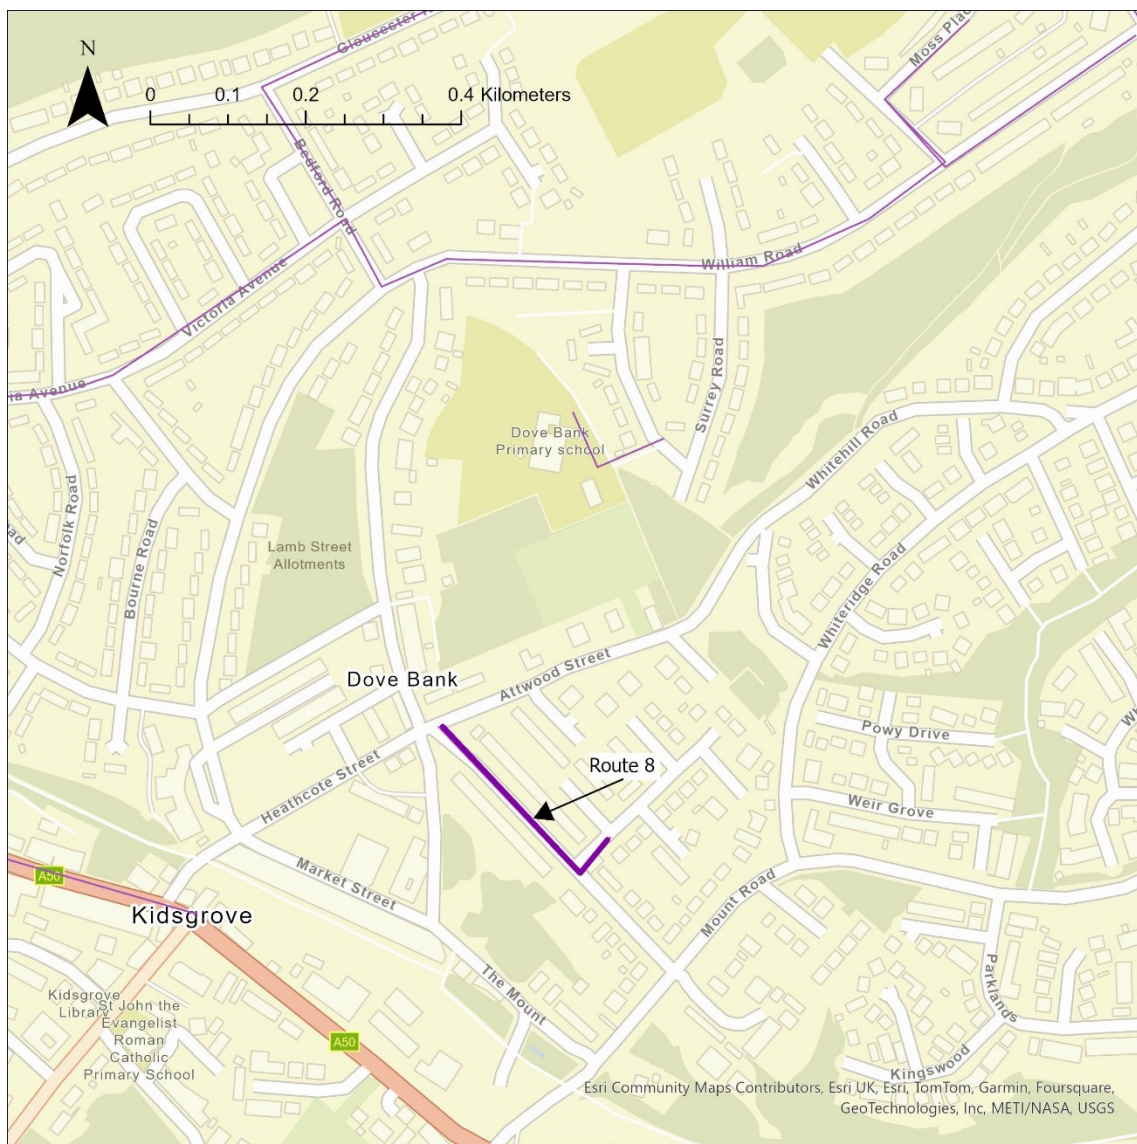 Gloucester
Moss Plac
N
0 0.1 0.2 0.4 Kilometers
Bedford Road
William Road
Victoria Avenue
ia Avenue
Surrey Road
Dove Bank
Primary school
Whitehill Road
Norfolk Road
Bourne Road
Lamb Street
Allotments
Whiteridge Road
Dove Bank
Attwood Street
Powy Drive
Route 8
Heathcote Street
Weir Grove
A50
Market Street
Mount Road
Kidsgrove
The Mount
Parklands
Kidsgrove
Library
St John the
Evangelist
Roman
Catholic
Primary School
A50
Kingswood
Esri Community Maps Contributors, Esri UK, Esri, TomTom, Garmin, Foursquare,
GeoTechnologies, Inc, METI/NASA, USGS